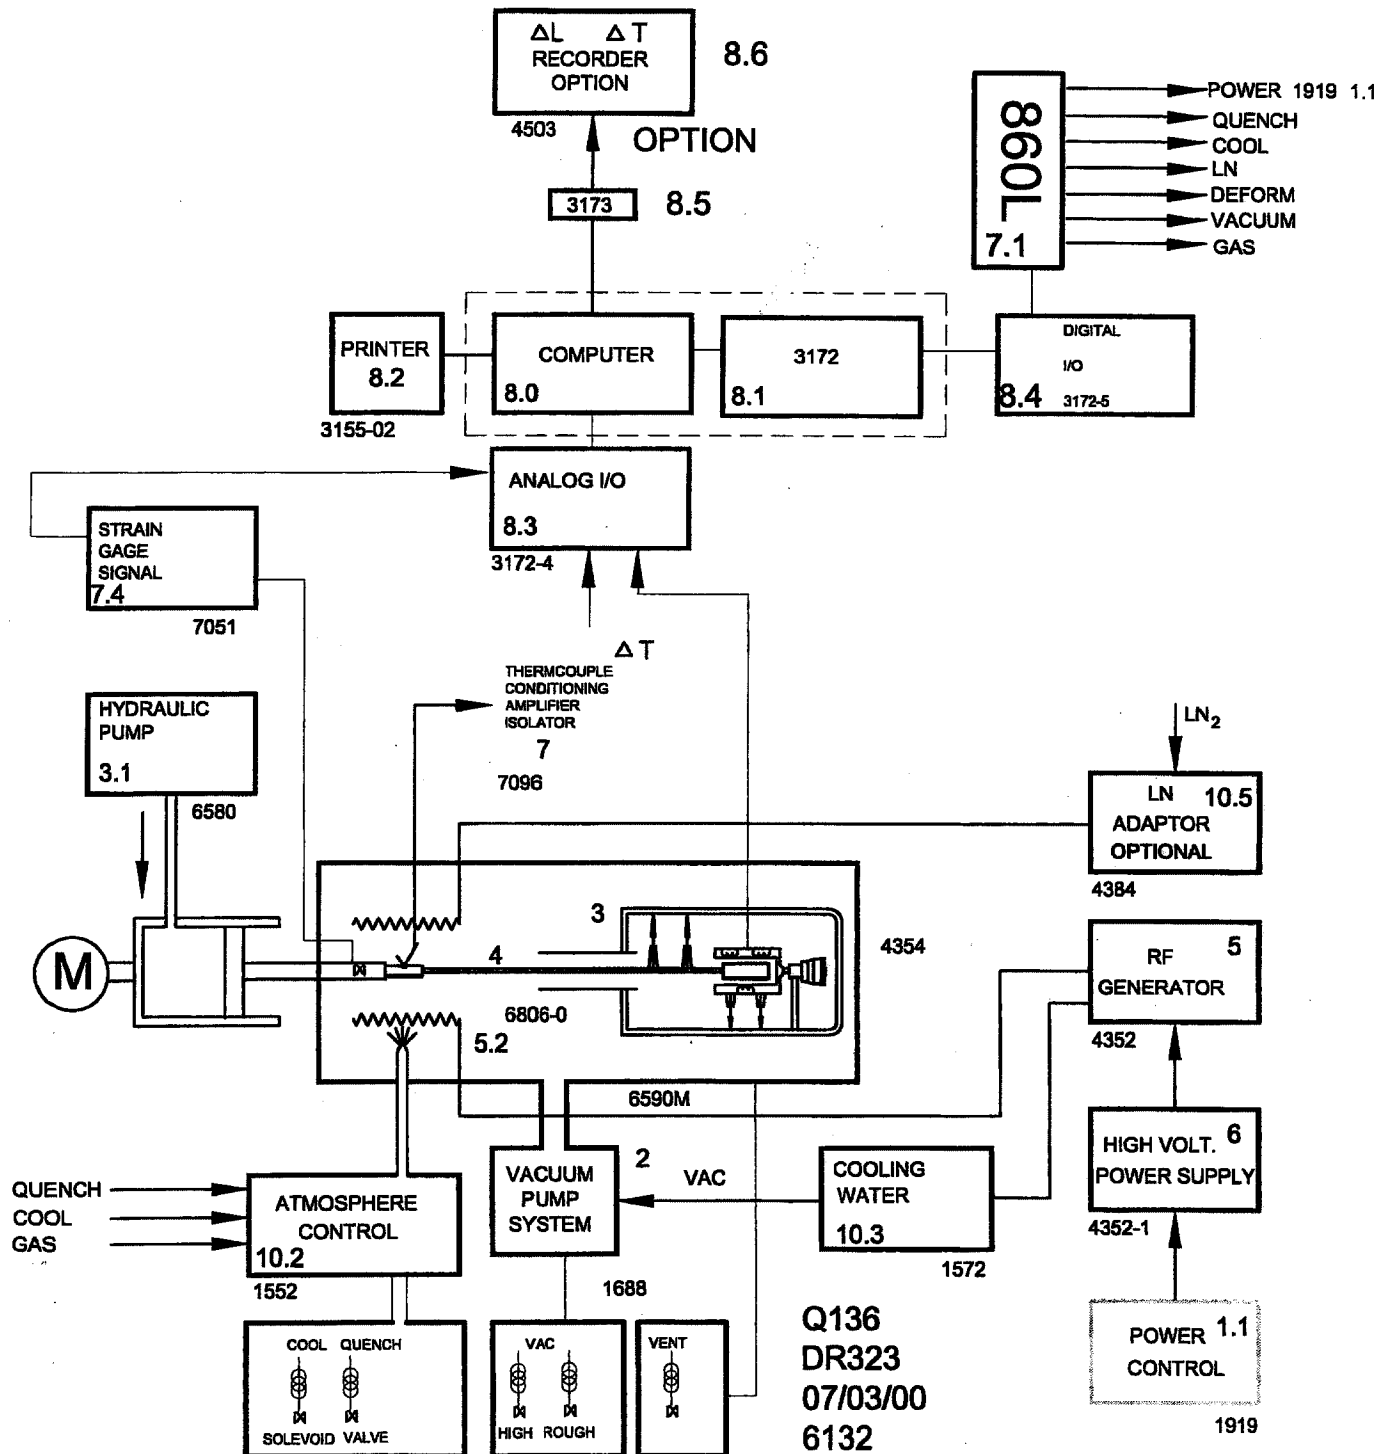 ΔL ΔT
RECORDER
OPTION
8.6
4503
OPTION
3173
8.5
860L
7.1
POWER 1919 1.1
QUENCH
COOL
LN
DEFORM
VACUUM
GAS
PRINTER
8.2
3155-02
COMPUTER
8.0
3172
8.1
DIGITAL
I/O
8.4
3172-5
ANALOG I/O
8.3
3172-4
STRAIN
GAGE
SIGNAL
7.4
7051
ΔT
THERMCOUPLE
CONDITIONING
AMPLIFIER
ISOLATOR
7
7096
HYDRAULIC
PUMP
3.1
6580
LN₂
LN 10.5
ADAPTOR
OPTIONAL
4384
M
3
4
6806-0
5.2
4354
5
RF
GENERATOR
4352
6590M
6
HIGH VOLT.
POWER SUPPLY
4352-1
QUENCH
COOL
GAS
ATMOSPHERE
CONTROL
10.2
1552
2
VACUUM
PUMP
SYSTEM
VAC
COOLING
WATER
10.3
1572
1688
POWER 1.1
CONTROL
1919
COOL QUENCH
SOLEVOID VALVE
VAC
HIGH ROUGH
VENT
Q136
DR323
07/03/00
6132